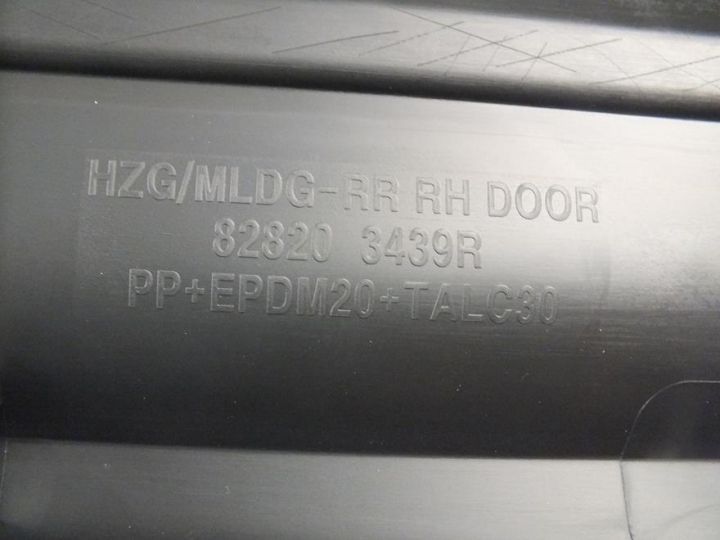 HZG/MLDG-RR RH DOOR
82820 3439R
PP+EPDM20+TALC30